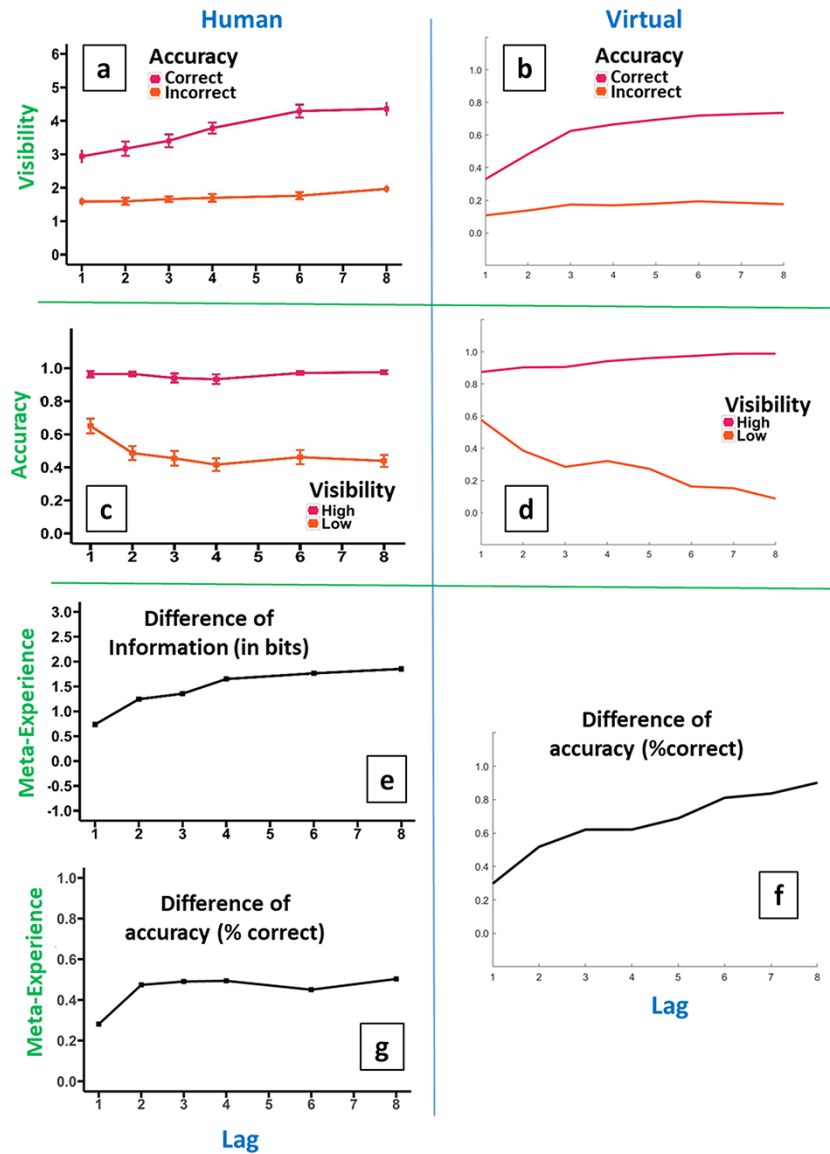 Human
Virtual
a
Accuracy
Correct
Incorrect
Visibility
6
5
4
3
2
1
0
1 2 3 4 5 6 7 8
b
Accuracy
Correct
Incorrect
1.0
0.8
0.6
0.4
0.2
0.0
1 2 3 4 5 6 7 8
Accuracy
1.0
0.8
0.6
0.4
0.2
0.0
c
Visibility
High
Low
1 2 3 4 5 6 7 8
1.0
0.8
0.6
0.4
0.2
0.0
Visibility
High
Low
d
1 2 3 4 5 6 7 8
Meta-Experience
3.0
2.5
2.0
1.5
1.0
0.5
0.0
-0.5
-1.0
Difference of
Information (in bits)
e
1 2 3 4 5 6 7 8
Difference of
accuracy (%correct)
1.0
0.8
0.6
0.4
0.2
0.0
f
1 2 3 4 5 6 7 8
Lag
Meta-Experience
1.0
0.8
0.6
0.4
0.2
0.0
Difference of
accuracy (% correct)
g
1 2 3 4 5 6 7 8
Lag